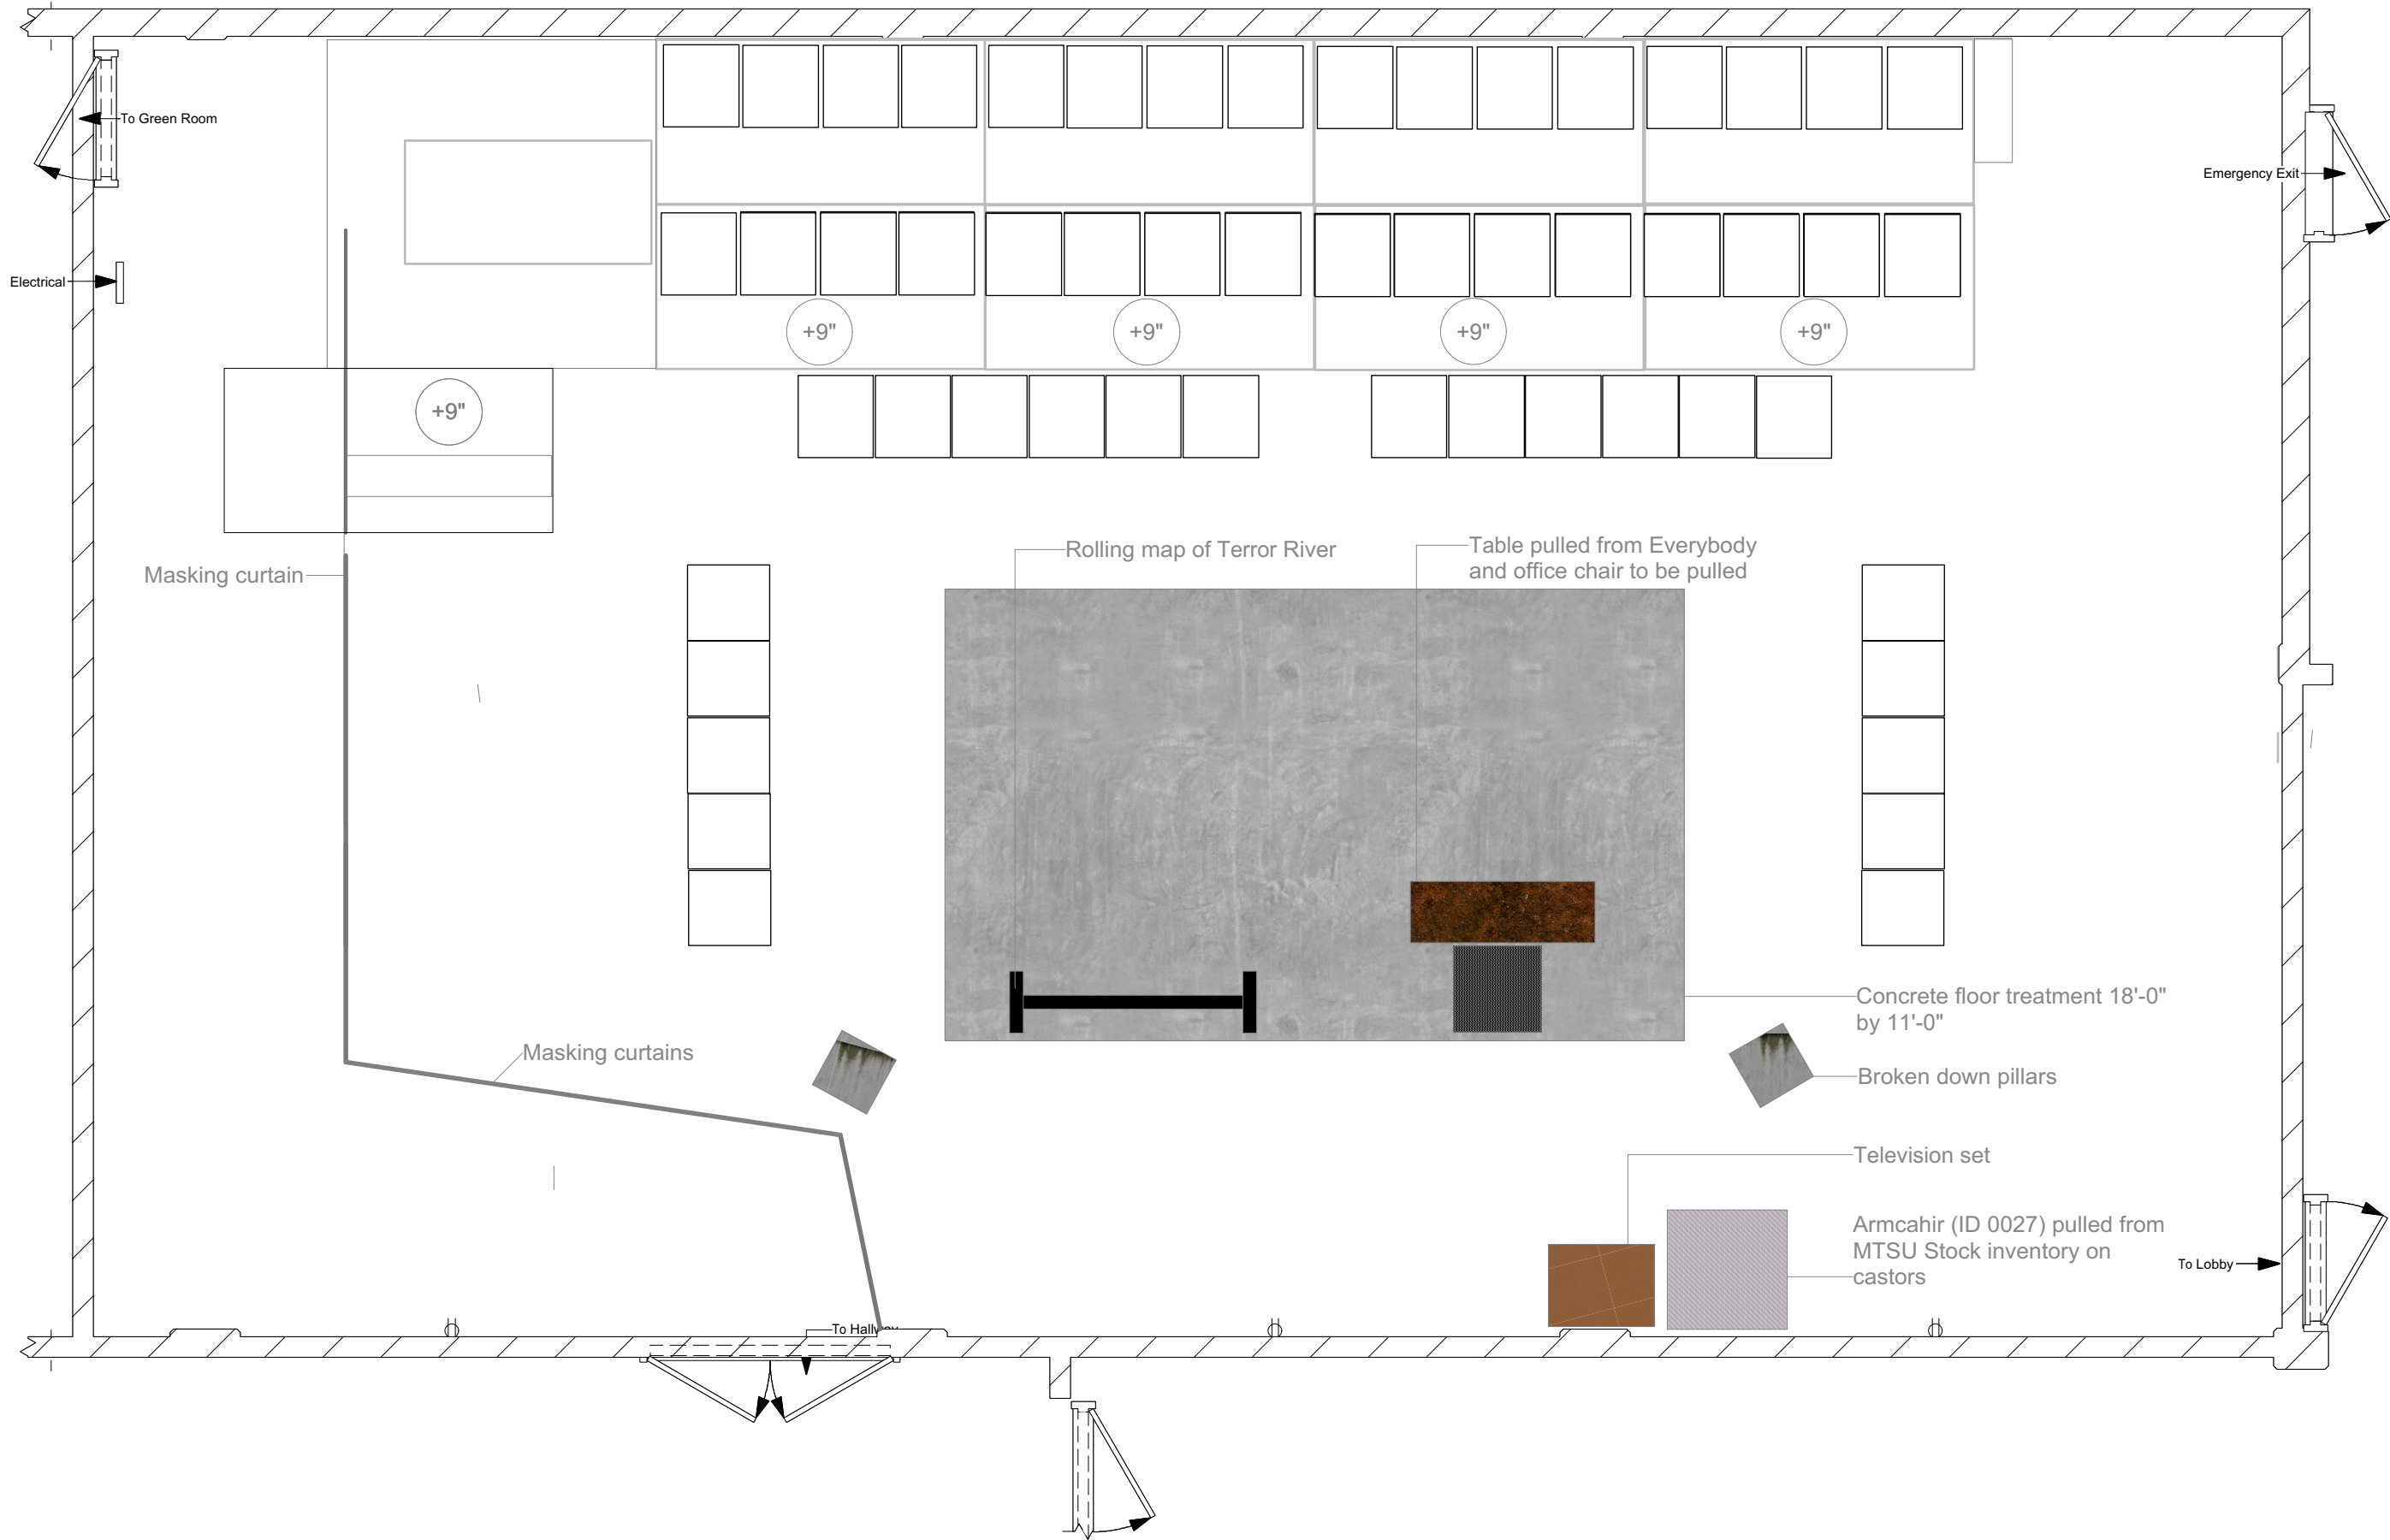 To Green Room
Emergency Exit
Electrical
+9"
+9"
+9"
+9"
+9"
Rolling map of Terror River
Table pulled from Everybody
and office chair to be pulled
Masking curtain
Concrete floor treatment 18'-0"
by 11'-0"
Masking curtains
Broken down pillars
Television set
Armcahir (ID 0027) pulled from
MTSU Stock inventory on
castors
To Lobby
To Hallway